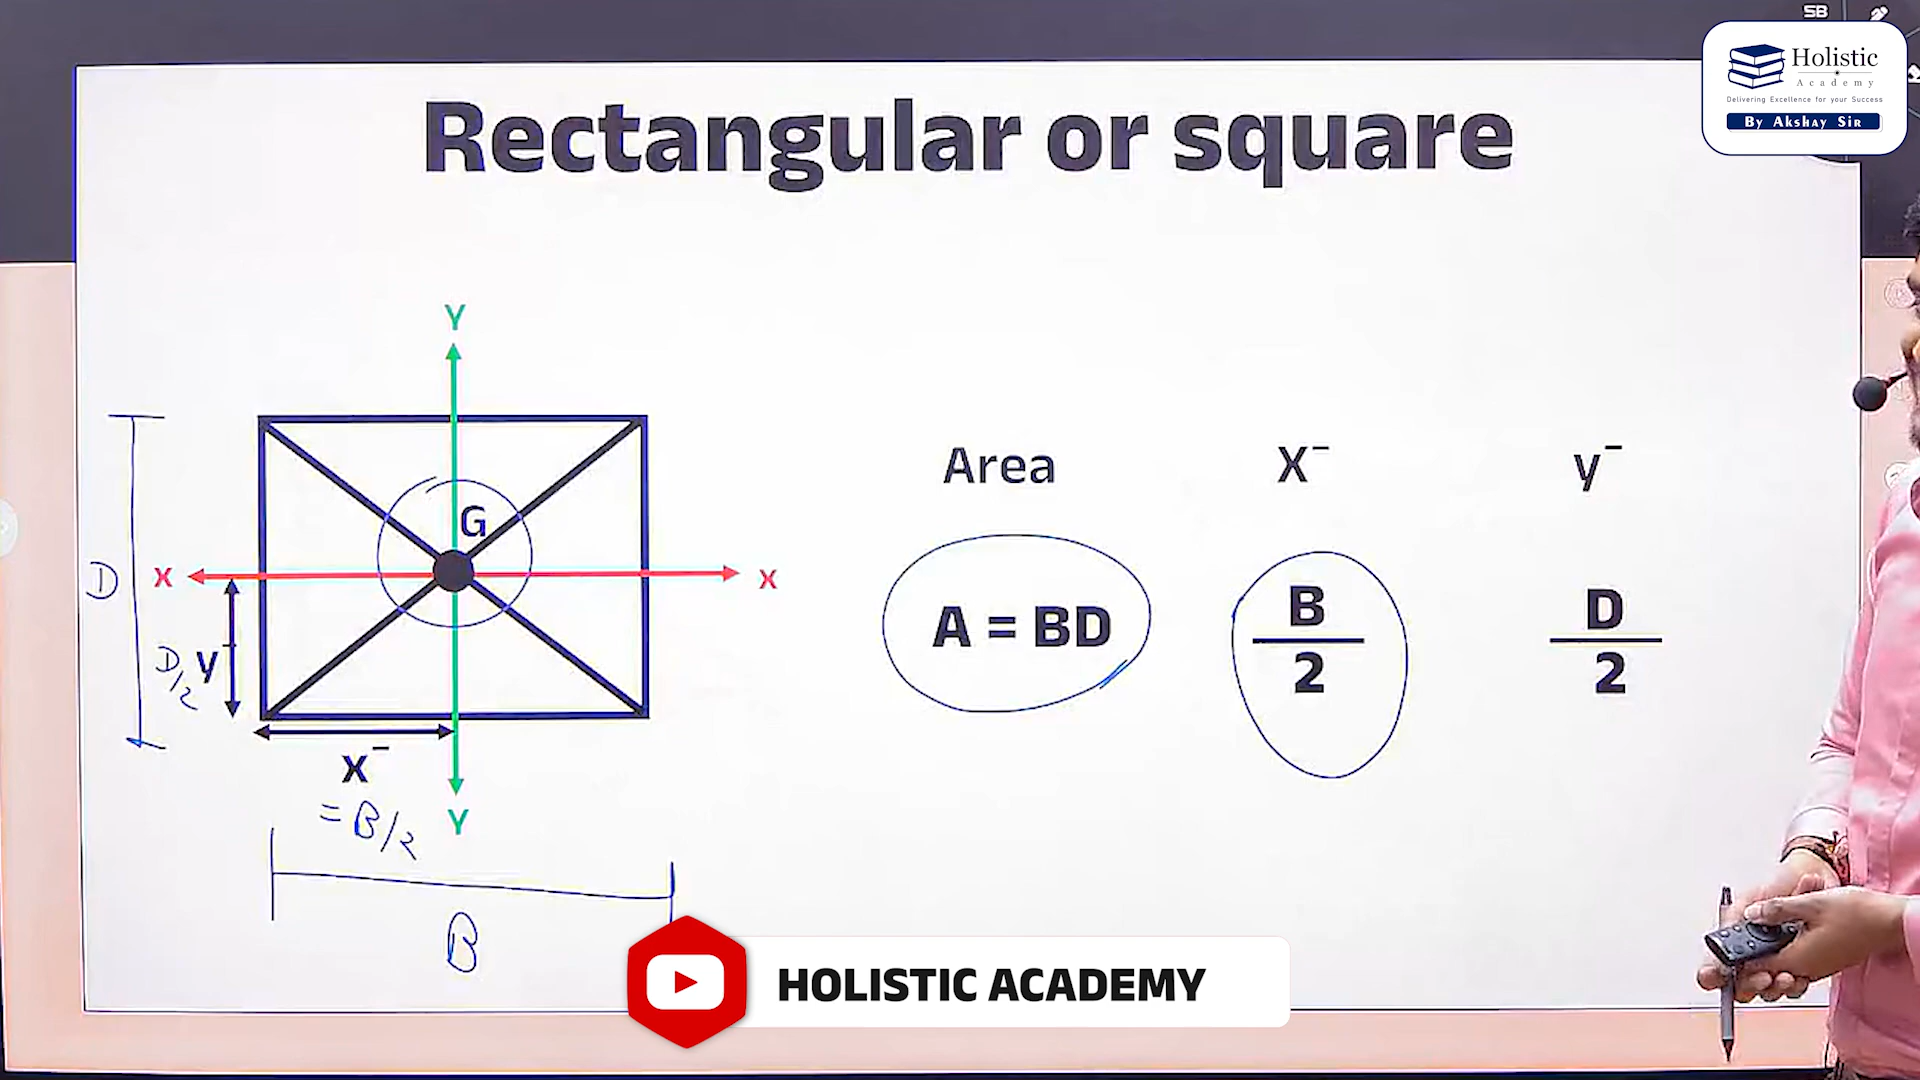 5B
Holistic
Academy
Delivering Excellence for your Success
By Akshay Sir
Rectangular or square
Y
G
D
X
X
D/2
y‾
X‾
= B/2
Y
B
Area
X‾
y‾
A = BD
B
2
D
2
HOLISTIC ACADEMY